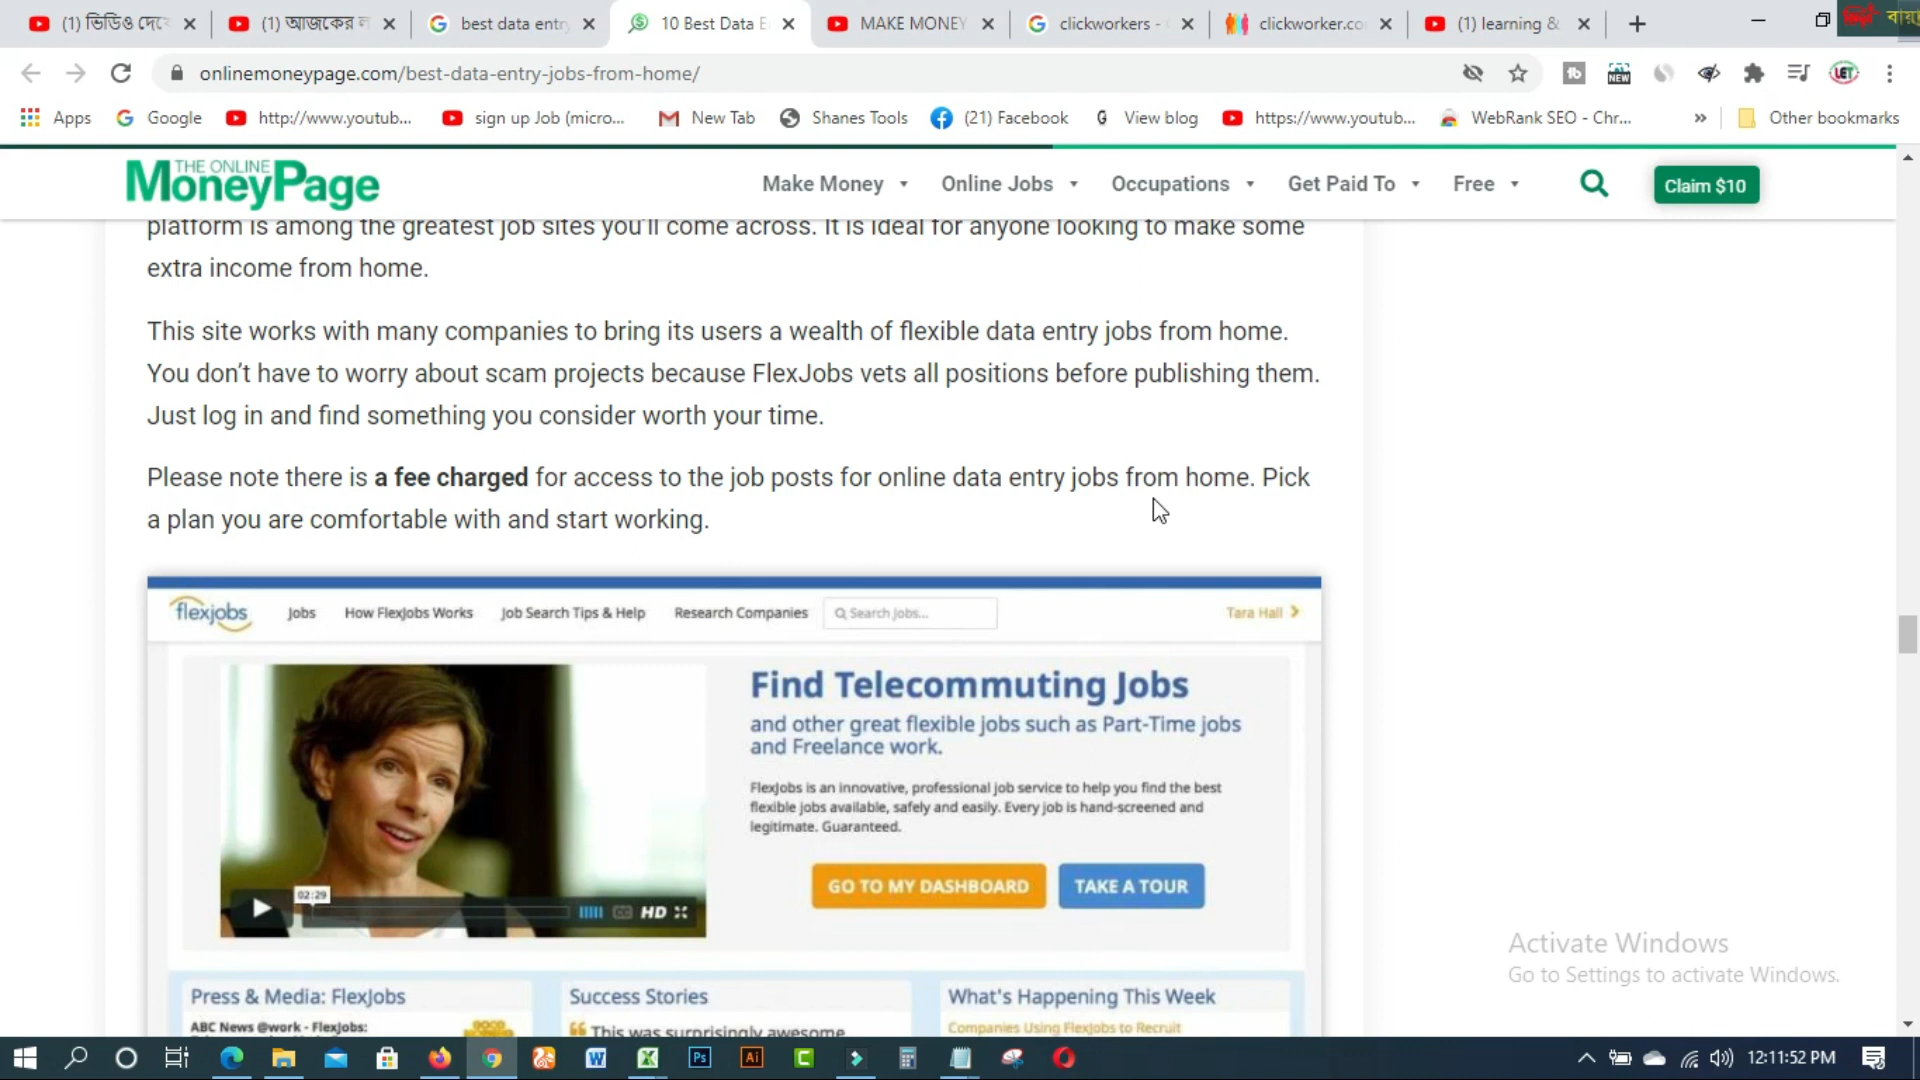 (1) ভিডিও দেখে
(1) আজকের ল
best data entry
10 Best Data E
MAKE MONEY
clickworkers -
clickworker.co
(1) learning &
onlinemoneypage.com/best-data-entry-jobs-from-home/
Apps
Google
http://www.youtub...
sign up Job (micro...
New Tab
Shanes Tools
(21) Facebook
View blog
https://www.youtub...
WebRank SEO - Chr...
Other bookmarks
THE ONLINE
MoneyPage
Make Money
Online Jobs
Occupations
Get Paid To
Free
Claim $10
platform is among the greatest job sites you'll come across. It is ideal for anyone looking to make some
extra income from home.
This site works with many companies to bring its users a wealth of flexible data entry jobs from home.
You don't have to worry about scam projects because FlexJobs vets all positions before publishing them.
Just log in and find something you consider worth your time.
Please note there is a fee charged for access to the job posts for online data entry jobs from home. Pick
a plan you are comfortable with and start working.
flexjobs
Jobs
How FlexJobs Works
Job Search Tips & Help
Research Companies
Search Jobs...
Tara Hall
Find Telecommuting Jobs
and other great flexible jobs such as Part-Time jobs
and Freelance work.
FlexJobs is an innovative, professional job service to help you find the best
flexible jobs available, safely and easily. Every job is hand-screened and
legitimate. Guaranteed.
02:29
HD
GO TO MY DASHBOARD
TAKE A TOUR
Activate Windows
Go to Settings to activate Windows.
Press & Media: FlexJobs
Success Stories
What's Happening This Week
ABC News @work - FlexJobs:
This was surprisingly awesome
Companies Using FlexJobs to Recruit
12:11:52 PM